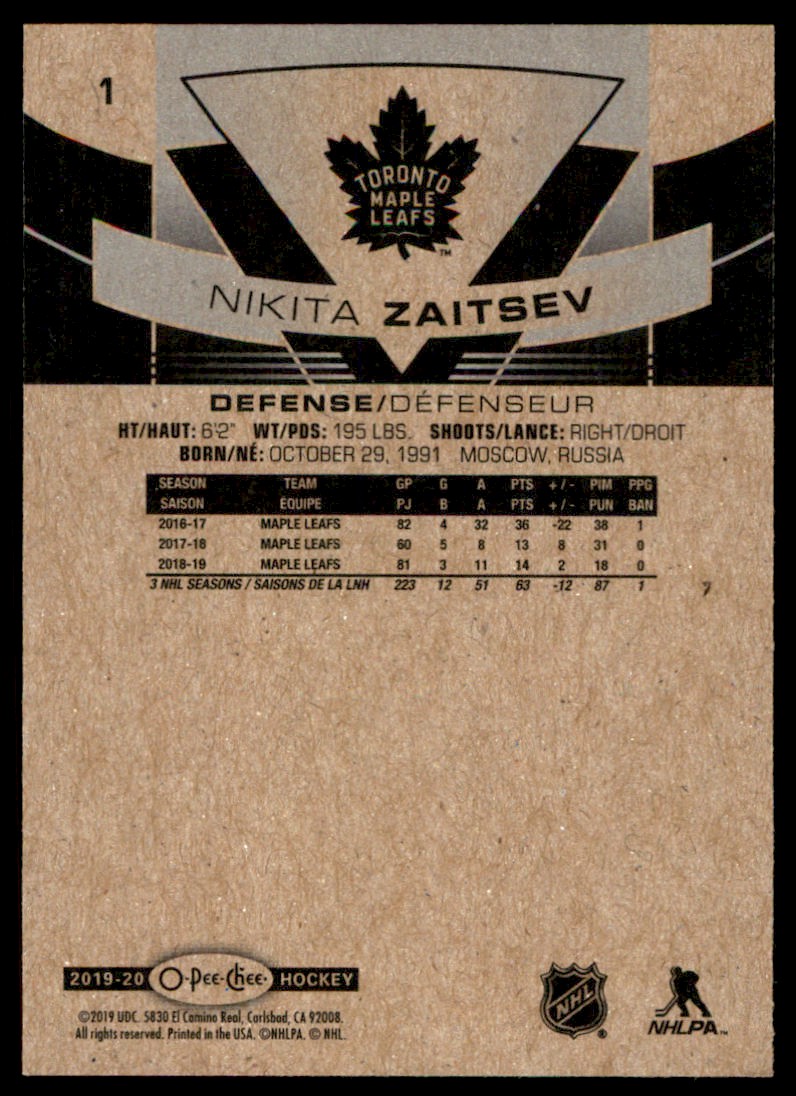 1
TORONTO
MAPLE
LEAFS
™
NIKITA ZAITSEV
DEFENSE/DÉFENSEUR
HT/HAUT: 6'2" WT/PDS: 195 LBS. SHOOTS/LANCE: RIGHT/DROIT
BORN/NÉ: OCTOBER 29, 1991 MOSCOW, RUSSIA
SEASON TEAM GP G A PTS +/- PIM PPG
SAISON ÉQUIPE PJ B A PTS +/- PUN BAN
2016-17 MAPLE LEAFS 82 4 32 36 -22 38 1
2017-18 MAPLE LEAFS 60 5 8 13 8 31 0
2018-19 MAPLE LEAFS 81 3 11 14 2 18 0
3 NHL SEASONS / SAISONS DE LA LNH 223 12 51 63 -12 87 1
2019-20 O-Pee-Chee HOCKEY
©2019 UDC. 5830 El Camino Real, Carlsbad, CA 92008.
All rights reserved. Printed in the USA. ©NHLPA. © NHL.
NHL ®
NHLPA™